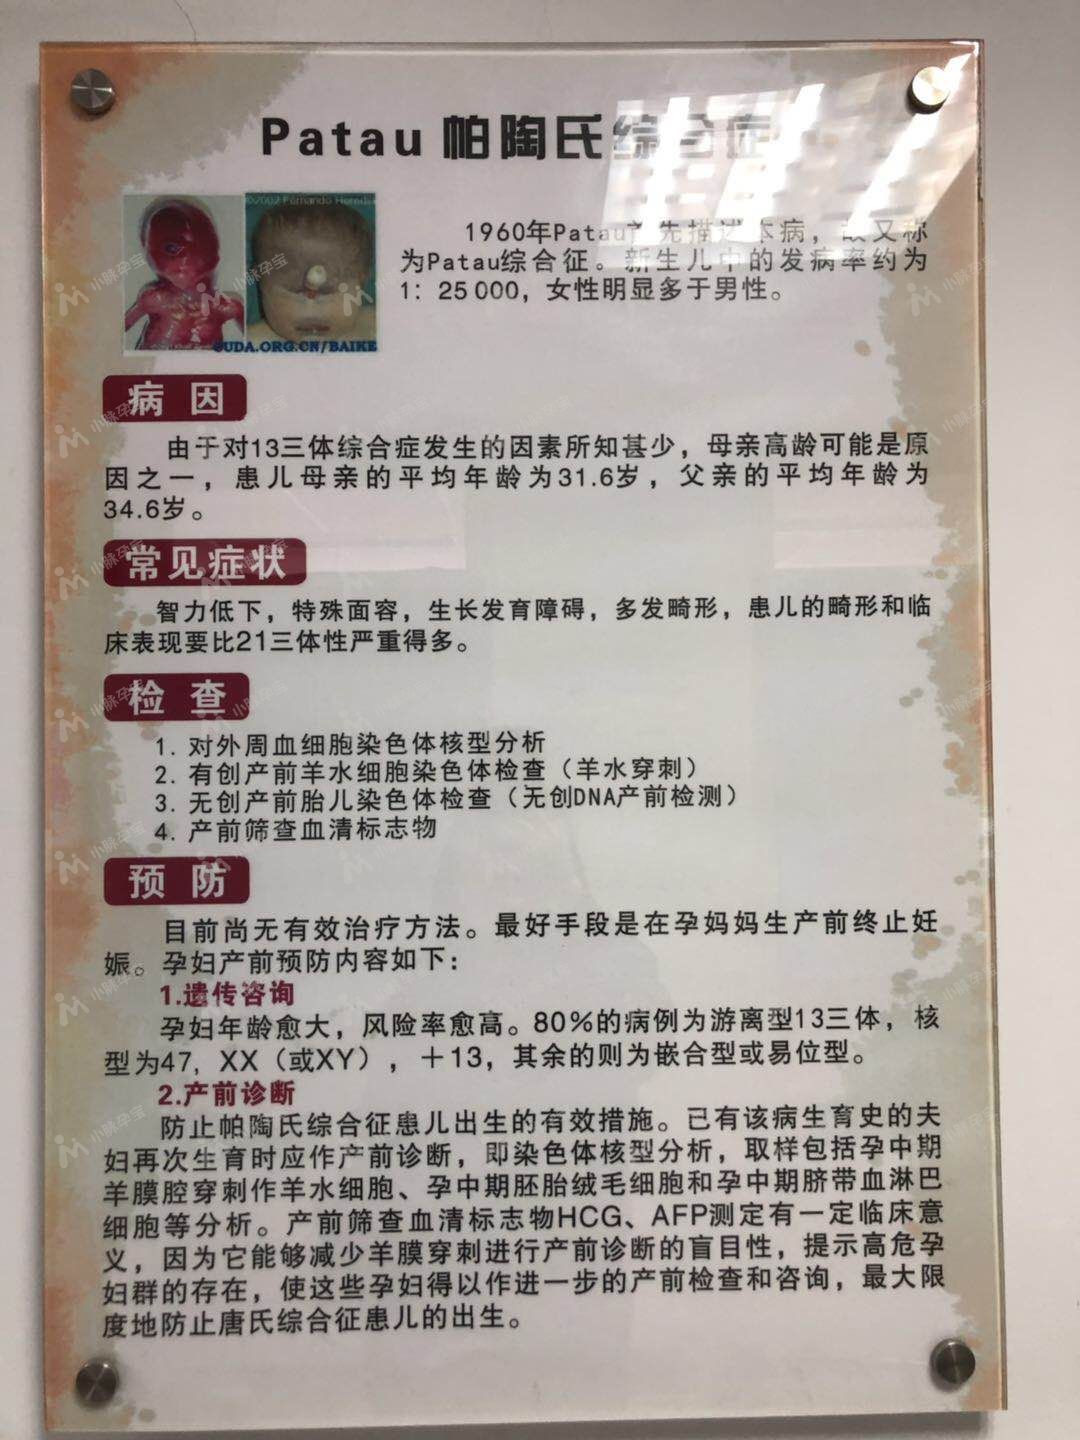 Patau 帕陶氏综合症
©2002 Fernando Heredi
CUDA.ORG.CN/BAIKE
1960年Patau首先描述本病，故又称
为Patau综合征。新生儿中的发病率约为
1：25 000，女性明显多于男性。
病 因
由于对13三体综合症发生的因素所知甚少，母亲高龄可能是原
因之一，患儿母亲的平均年龄为31.6岁，父亲的平均年龄为
34.6岁。
常见症状
智力低下，特殊面容，生长发育障碍，多发畸形，患儿的畸形和临
床表现要比21三体性严重得多。
检 查
1. 对外周血细胞染色体核型分析
2. 有创产前羊水细胞染色体检查（羊水穿刺）
3. 无创产前胎儿染色体检查（无创DNA产前检测）
4. 产前筛查血清标志物
预 防
目前尚无有效治疗方法。最好手段是在孕妈妈生产前终止妊
娠。孕妇产前预防内容如下：
1.遗传咨询
孕妇年龄愈大，风险率愈高。80%的病例为游离型13三体，核
型为47，XX（或XY），＋13，其余的则为嵌合型或易位型。
2.产前诊断
防止帕陶氏综合征患儿出生的有效措施。已有该病生育史的夫
妇再次生育时应作产前诊断，即染色体核型分析，取样包括孕中期
羊膜腔穿刺作羊水细胞、孕中期胚胎绒毛细胞和孕中期脐带血淋巴
细胞等分析。产前筛查血清标志物HCG、AFP测定有一定临床意
义，因为它能够减少羊膜穿刺进行产前诊断的盲目性，提示高危孕
妇群的存在，使这些孕妇得以作进一步的产前检查和咨询，最大限
度地防止唐氏综合征患儿的出生。
小脉孕宝